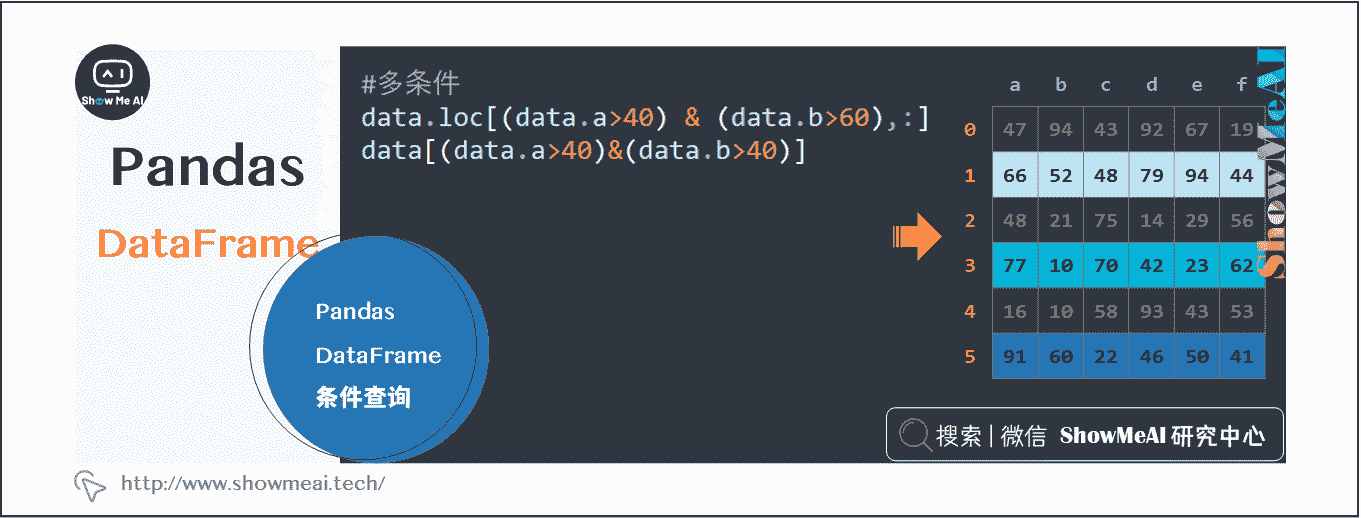 Show Me AI
Pandas
DataFrame
Pandas
DataFrame
条件查询
#多条件
data.loc[(data.a>40) & (data.b>60),:]
data[(data.a>40)&(data.b>40)]
a b c d e f
0 47 94 43 92 67 19
1 66 52 48 79 94 44
2 48 21 75 14 29 56
3 77 10 70 42 23 62
4 16 10 58 93 43 53
5 91 60 22 46 50 41
ShowMeAI
搜索 | 微信 ShowMeAI 研究中心
http://www.showmeai.tech/